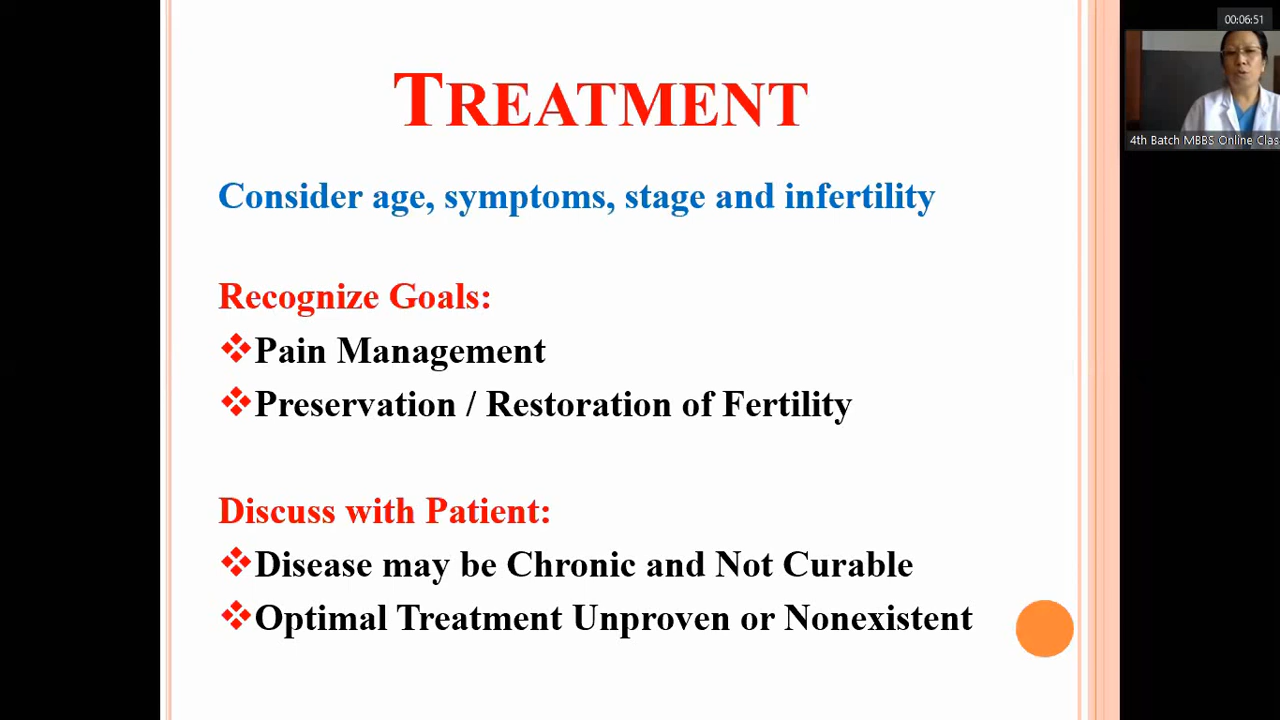 00:06:51
4th Batch MBBS Online Clas
TREATMENT
Consider age, symptoms, stage and infertility
Recognize Goals:
Pain Management
Preservation / Restoration of Fertility
Discuss with Patient:
Disease may be Chronic and Not Curable
Optimal Treatment Unproven or Nonexistent